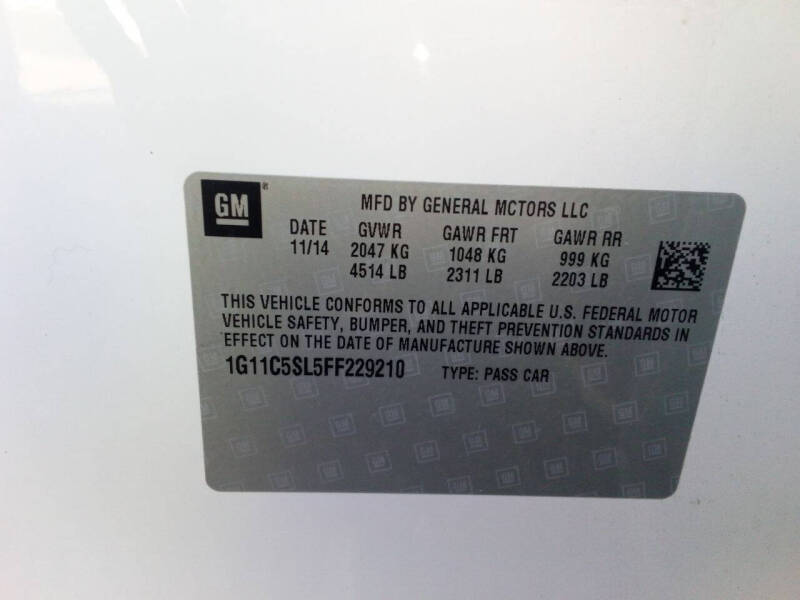 GM®
MFD BY GENERAL MOTORS LLC
DATE GVWR GAWR FRT GAWR RR
11/14 2047 KG 1048 KG 999 KG
4514 LB 2311 LB 2203 LB
THIS VEHICLE CONFORMS TO ALL APPLICABLE U.S. FEDERAL MOTOR
VEHICLE SAFETY, BUMPER, AND THEFT PREVENTION STANDARDS IN
EFFECT ON THE DATE OF MANUFACTURE SHOWN ABOVE.
1G11C5SL5FF229210 TYPE: PASS CAR